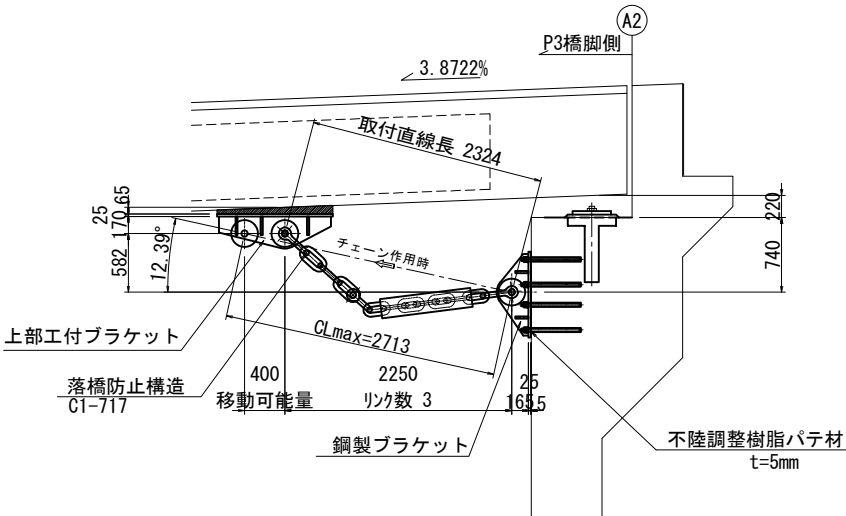 A2
P3橋脚側
3.8722%
取付直線長 2324
65
25
170
582
12.39°
チェーン作用時
220
740
上部工付ブラケット
CLmax=2713
落橋防止構造
C1-717
400
移動可能量
2250
リンク数 3
25
165
5
鋼製ブラケット
不陸調整樹脂パテ材
t=5mm